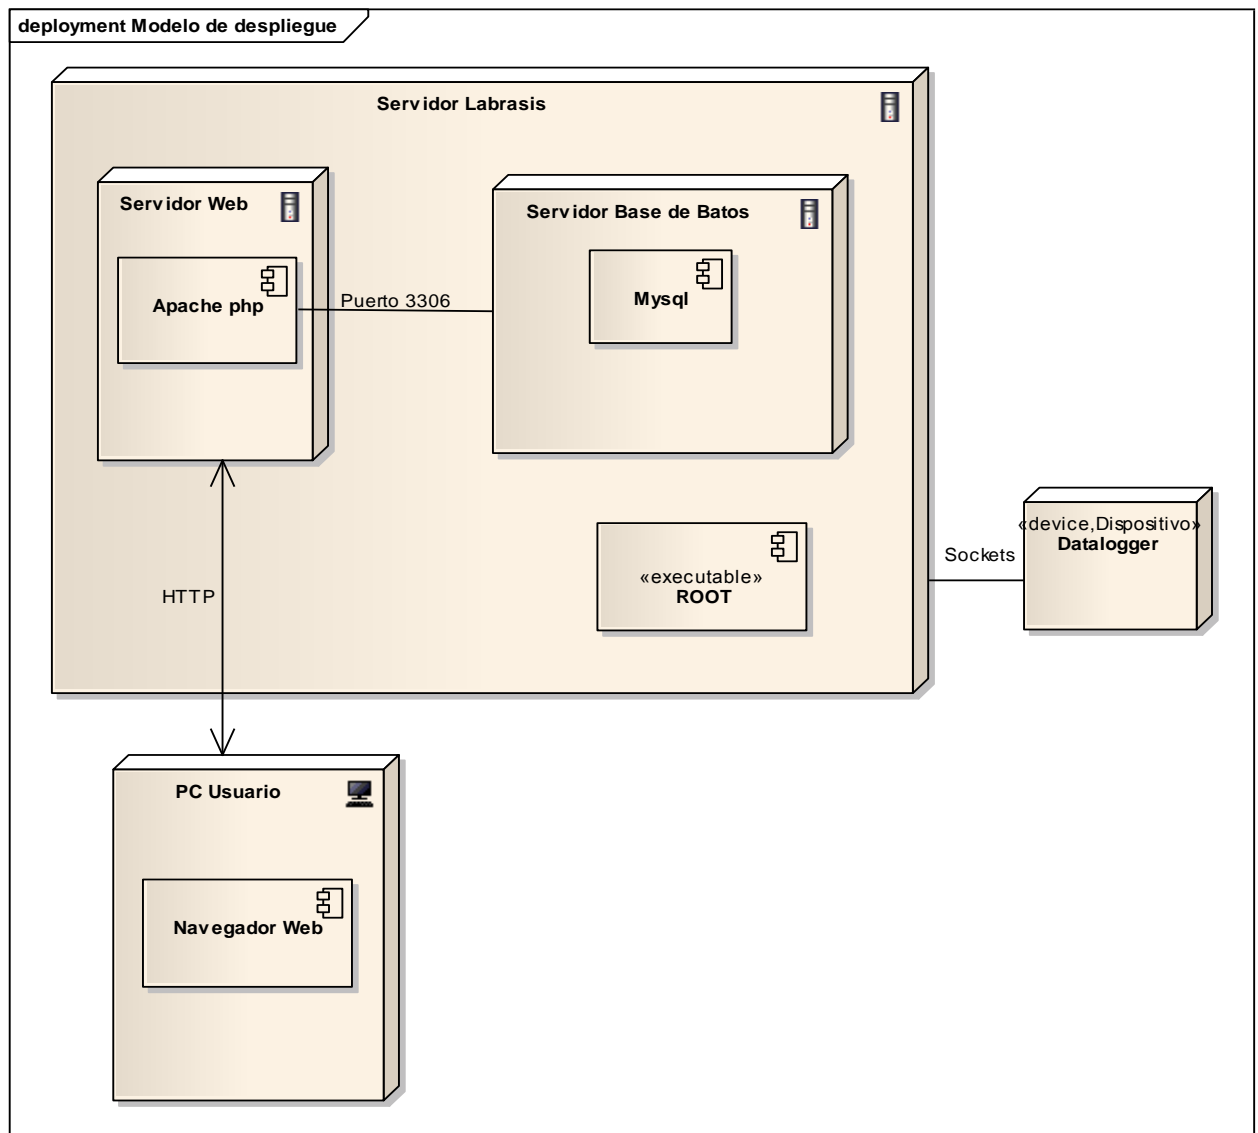 deployment Modelo de despliegue
Servidor Labrasis
Servidor Web
Servidor Base de Batos
Apache php
Puerto 3306
Mysql
«device,Dispositivo»
Datalogger
Sockets
«executable»
ROOT
HTTP
PC Usuario
Navegador Web